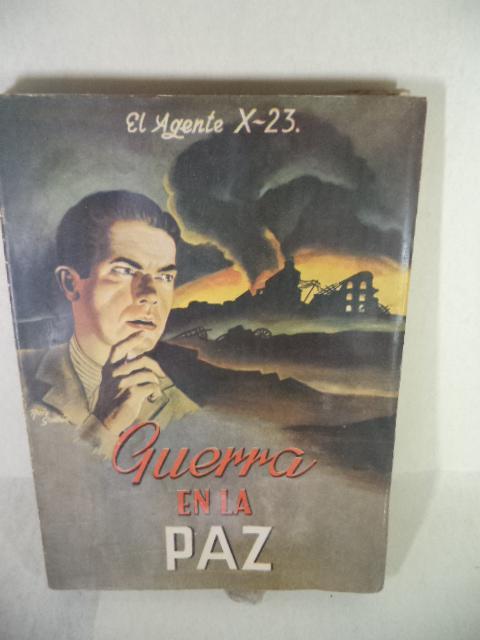 El Agente X-23.
Guerra
EN LA
PAZ